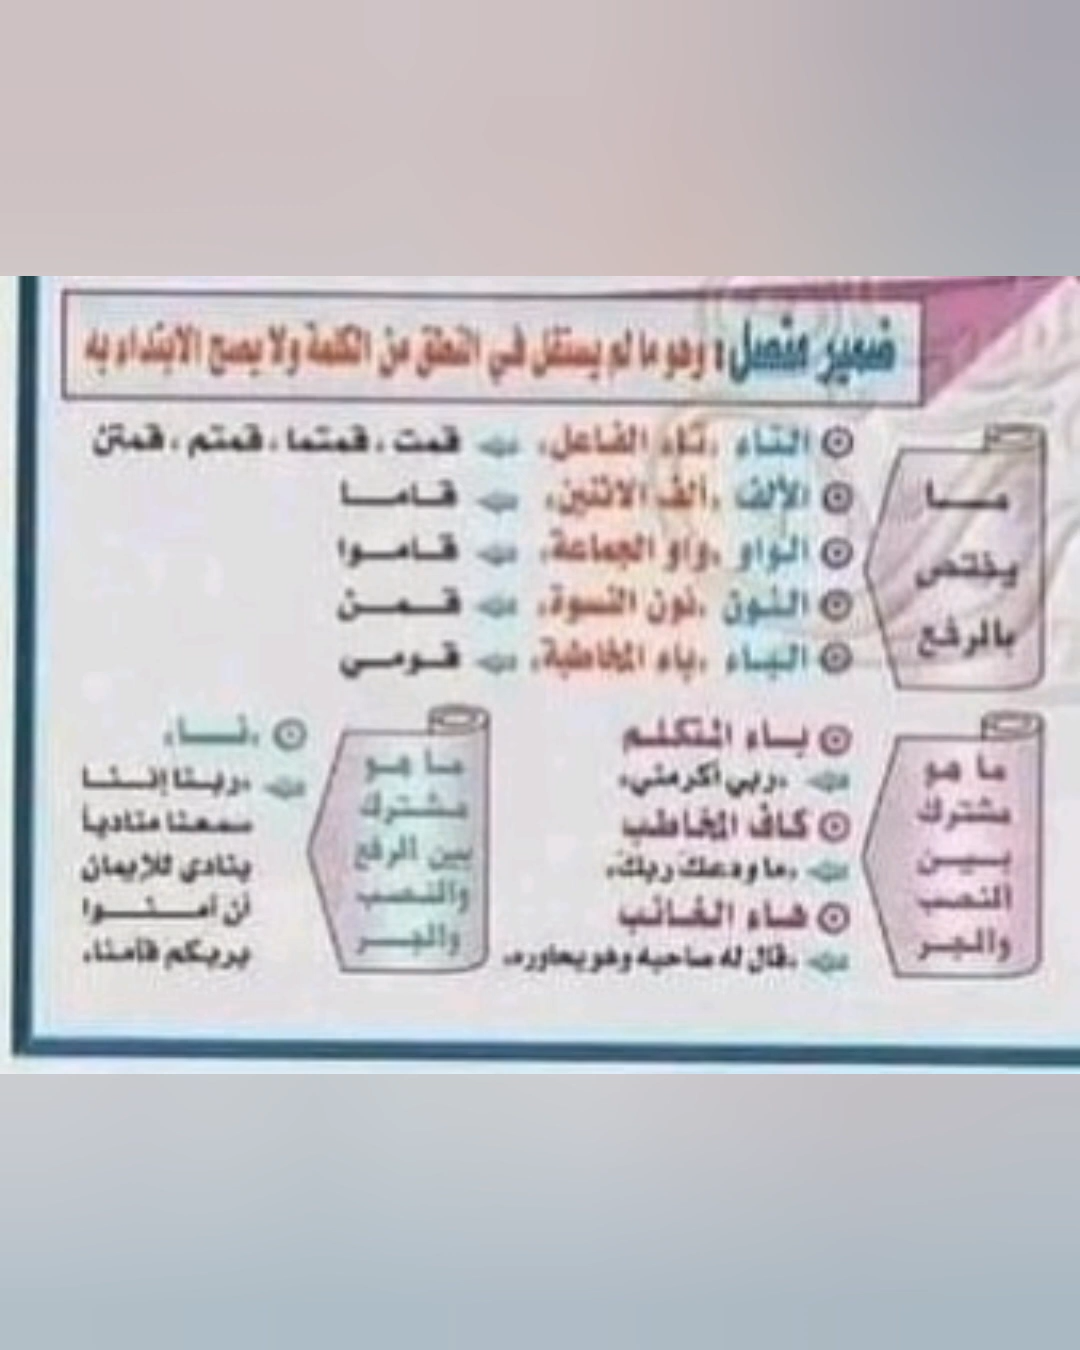 ضمير متصل: وهو ما لم يستقل في النطق عن الكلمة ولا يصح الابتداء به
ما
يختص
بالرفع
التاء «تاء الفاعل» ⇦ قمت، قمتما، قمتم، قمتن
الألف «ألف الاثنين» ⇦ قاما
الواو «واو الجماعة» ⇦ قاموا
النون «نون النسوة» ⇦ قمن
الياء «ياء المخاطبة» ⇦ قومي
ما هو
مشترك
بين
النصب
والجر
ياء المتكلم
⇦ «ربي أكرمني»
كاف المخاطب
⇦ «ما ودعك ربك»
هاء الغائب
⇦ «قال له صاحبه وهو يحاوره»
ما هو
مشترك
بين الرفع
والنصب
والجر
«نا»
⇦ «ربنا إننا
سمعنا مناديا
ينادي للإيمان
أن آمنوا
بربكم فآمنا»